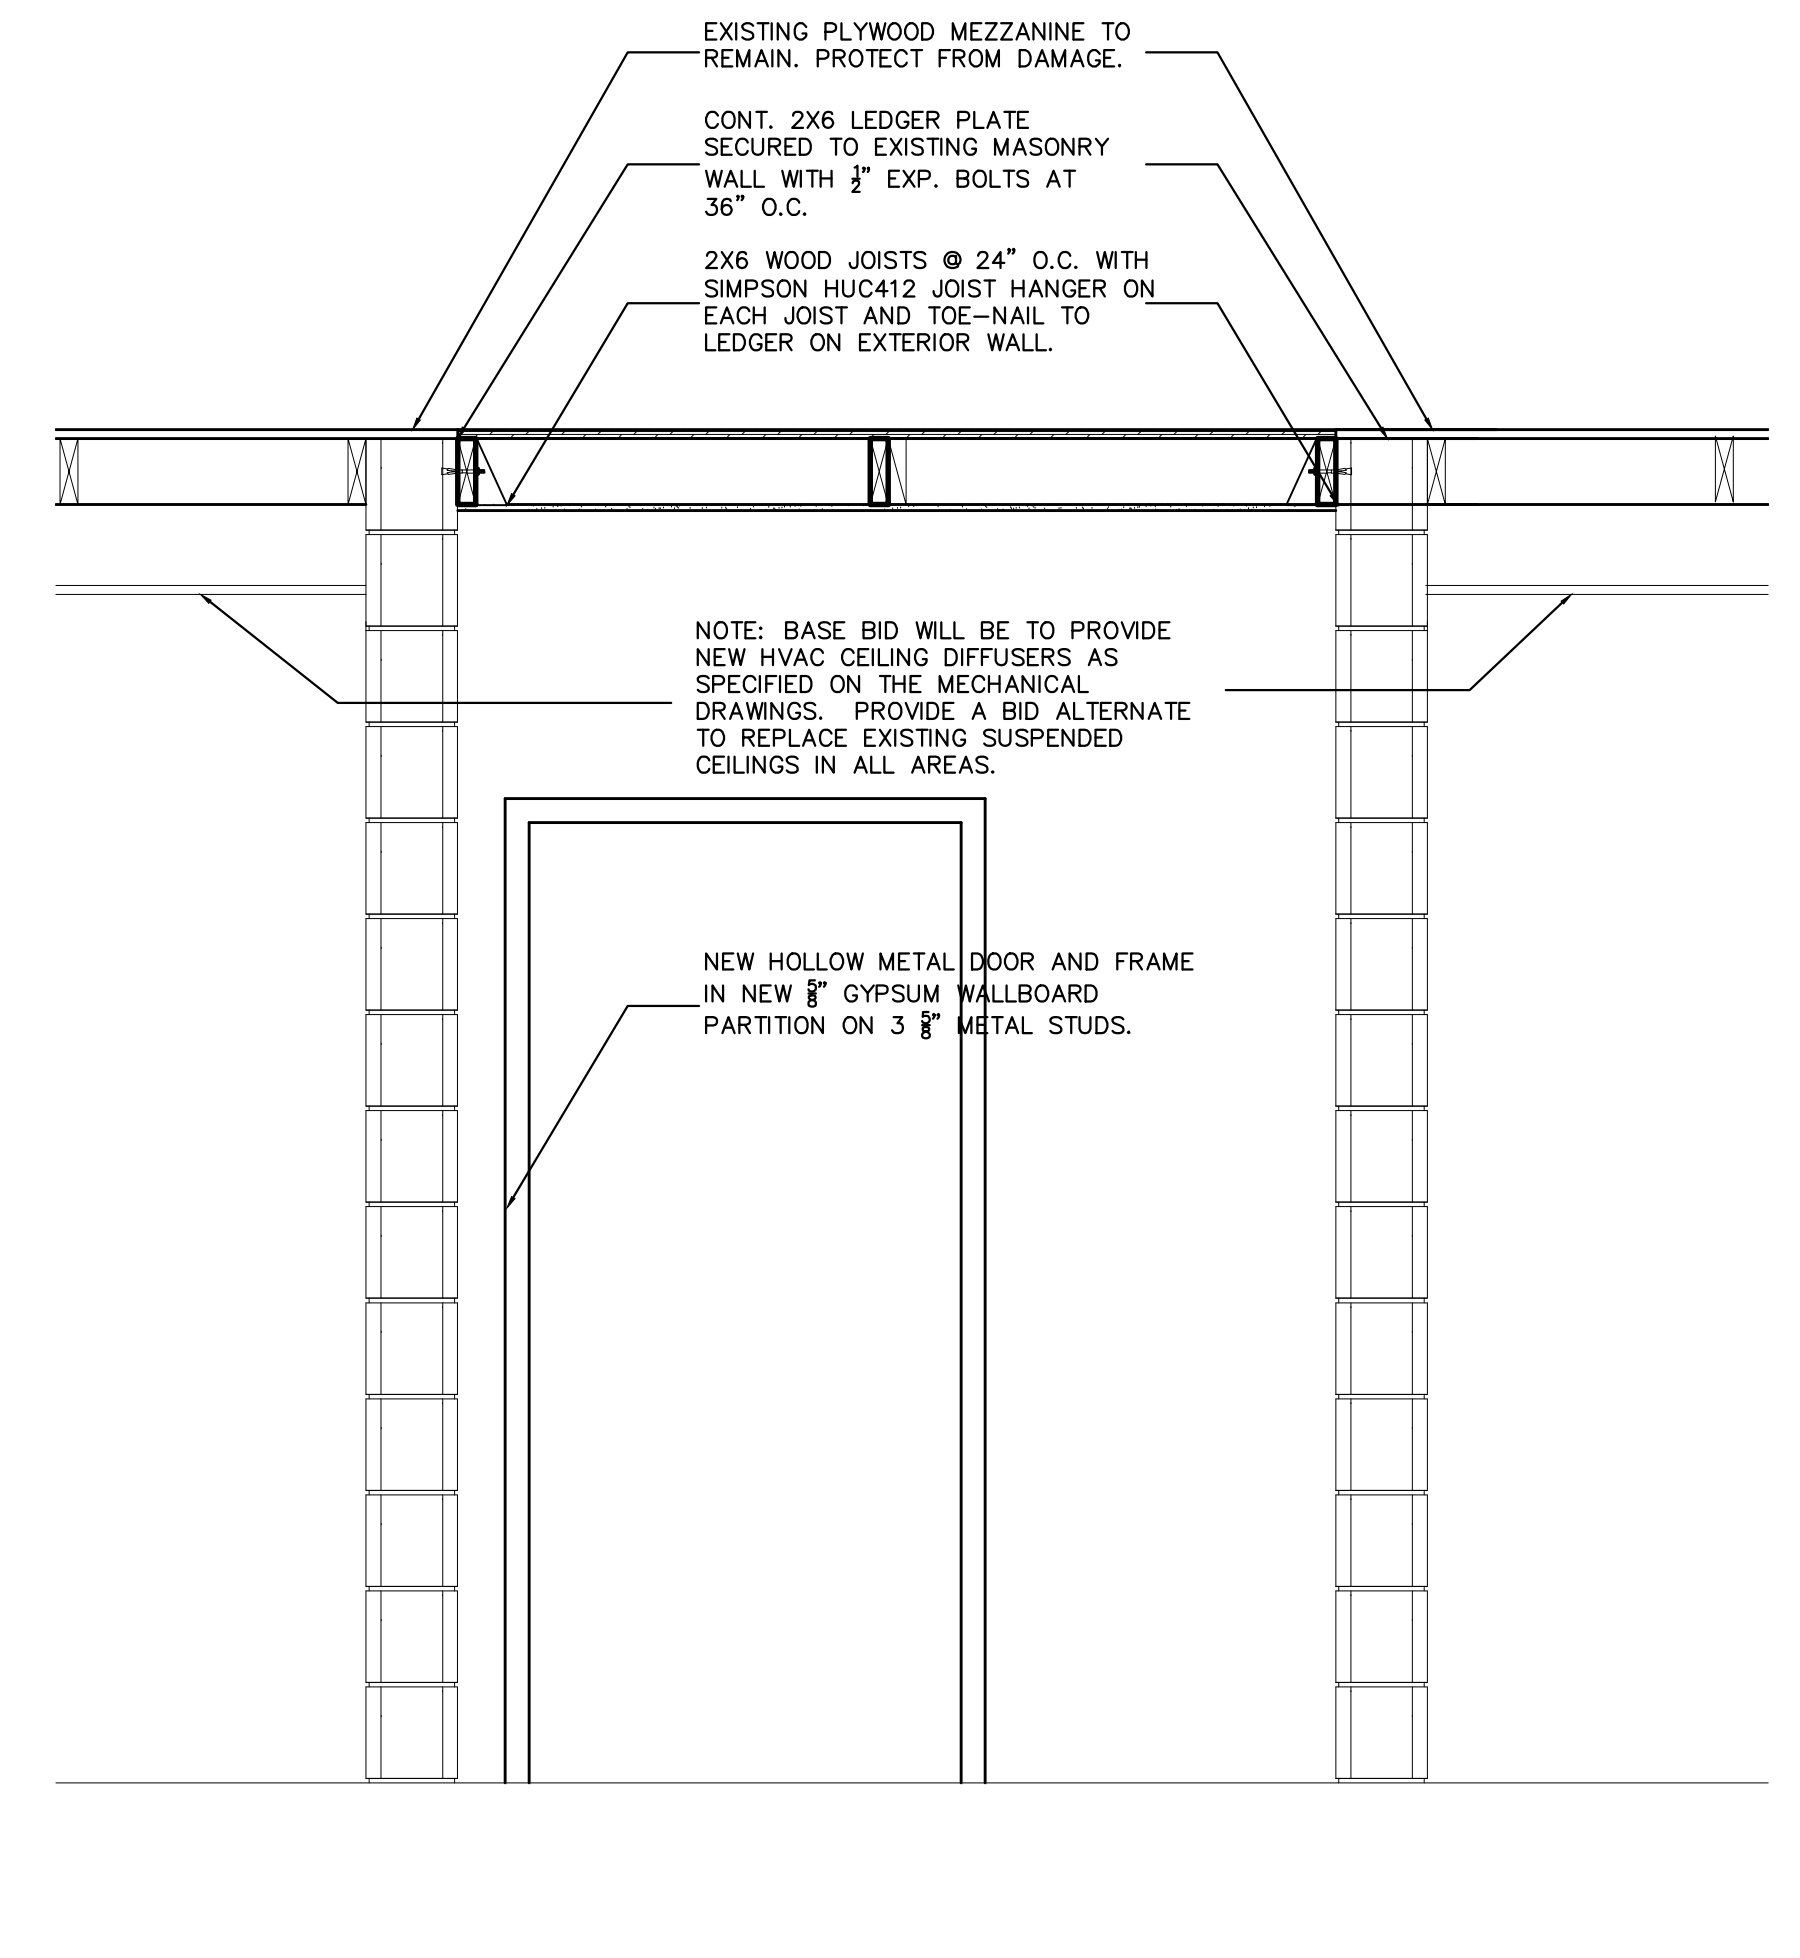 EXISTING PLYWOOD MEZZANINE TO
REMAIN. PROTECT FROM DAMAGE.
CONT. 2X6 LEDGER PLATE
SECURED TO EXISTING MASONRY
WALL WITH ½" EXP. BOLTS AT
36" O.C.
2X6 WOOD JOISTS @ 24" O.C. WITH
SIMPSON HUC412 JOIST HANGER ON
EACH JOIST AND TOE-NAIL TO
LEDGER ON EXTERIOR WALL.
NOTE: BASE BID WILL BE TO PROVIDE
NEW HVAC CEILING DIFFUSERS AS
SPECIFIED ON THE MECHANICAL
DRAWINGS. PROVIDE A BID ALTERNATE
TO REPLACE EXISTING SUSPENDED
CEILINGS IN ALL AREAS.
NEW HOLLOW METAL DOOR AND FRAME
IN NEW ⅝" GYPSUM WALLBOARD
PARTITION ON 3 ⅝" METAL STUDS.